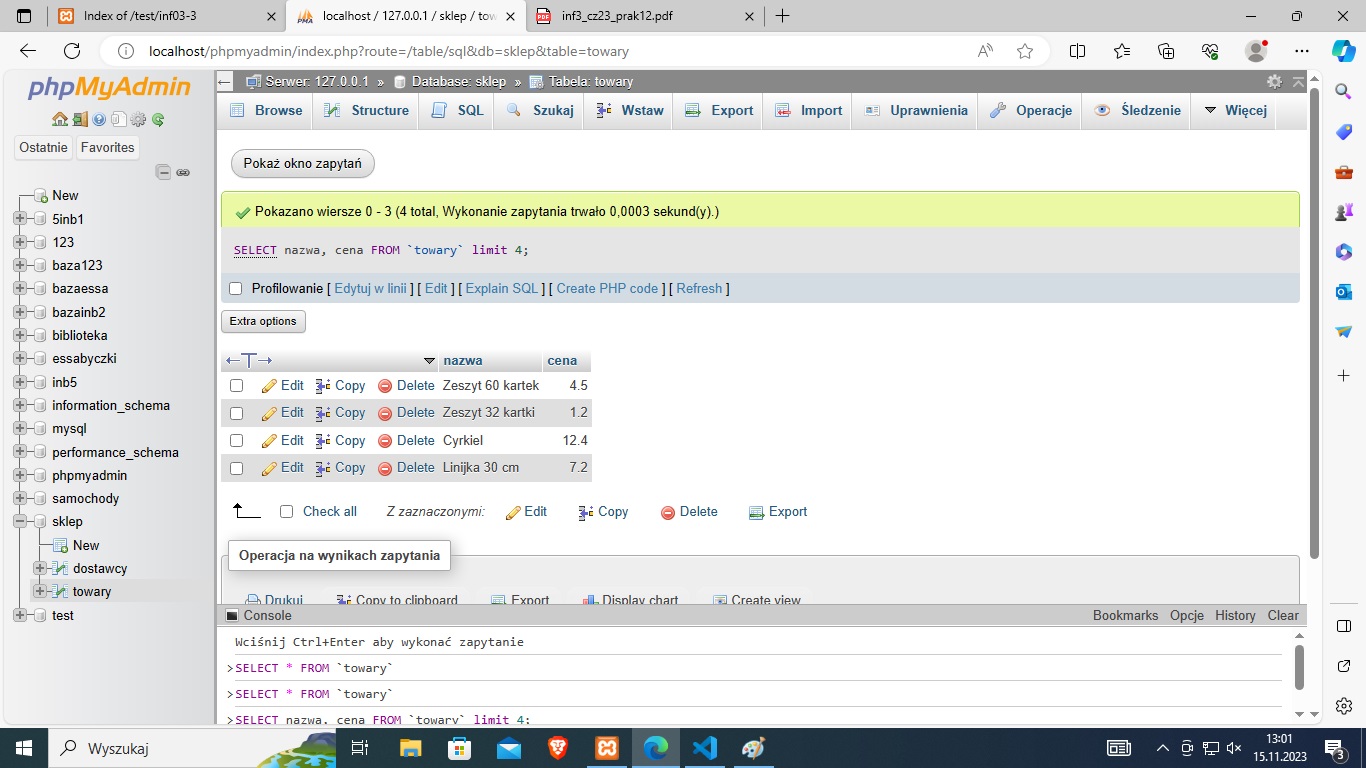 Index of /test/inf03-3
localhost / 127.0.0.1 / sklep / tow
inf3_cz23_prak12.pdf
localhost/phpmyadmin/index.php?route=/table/sql&db=sklep&table=towary
phpMyAdmin
Ostatnie Favorites
New
5inb1
123
baza123
bazaessa
bazainb2
biblioteka
essabyczki
inb5
information_schema
mysql
performance_schema
phpmyadmin
samochody
sklep
New
dostawcy
towary
test
Serwer: 127.0.0.1 » Database: sklep » Tabela: towary
Browse Structure SQL Szukaj Wstaw Export Import Uprawnienia Operacje Śledzenie Więcej
Pokaż okno zapytań
Pokazano wiersze 0 - 3 (4 total, Wykonanie zapytania trwało 0,0003 sekund(y).)
SELECT nazwa, cena FROM `towary` limit 4;
Profilowanie [ Edytuj w linii ] [ Edit ] [ Explain SQL ] [ Create PHP code ] [ Refresh ]
Extra options
nazwa cena
Edit Copy Delete Zeszyt 60 kartek 4.5
Edit Copy Delete Zeszyt 32 kartki 1.2
Edit Copy Delete Cyrkiel 12.4
Edit Copy Delete Linijka 30 cm 7.2
Check all Z zaznaczonymi: Edit Copy Delete Export
Operacja na wynikach zapytania
Drukuj Copy to clipboard Export Display chart Create view
Console Bookmarks Opcje History Clear
Wciśnij Ctrl+Enter aby wykonać zapytanie
>SELECT * FROM `towary`
>SELECT * FROM `towary`
>SELECT nazwa, cena FROM `towary` limit 4;
Wyszukaj
13:01
15.11.2023
3